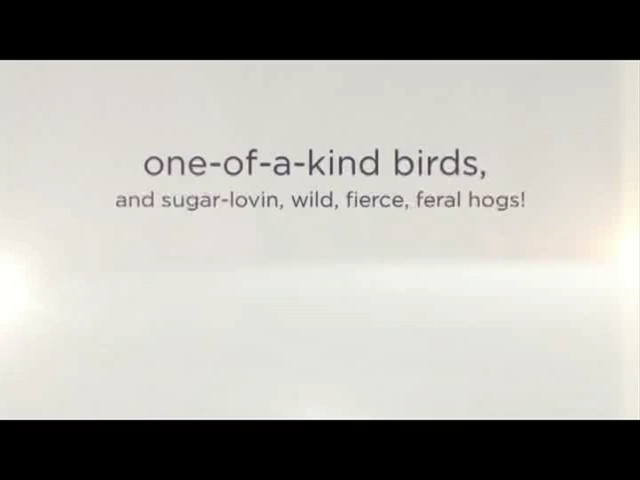 one-of-a-kind birds,
and sugar-lovin, wild, fierce, feral hogs!